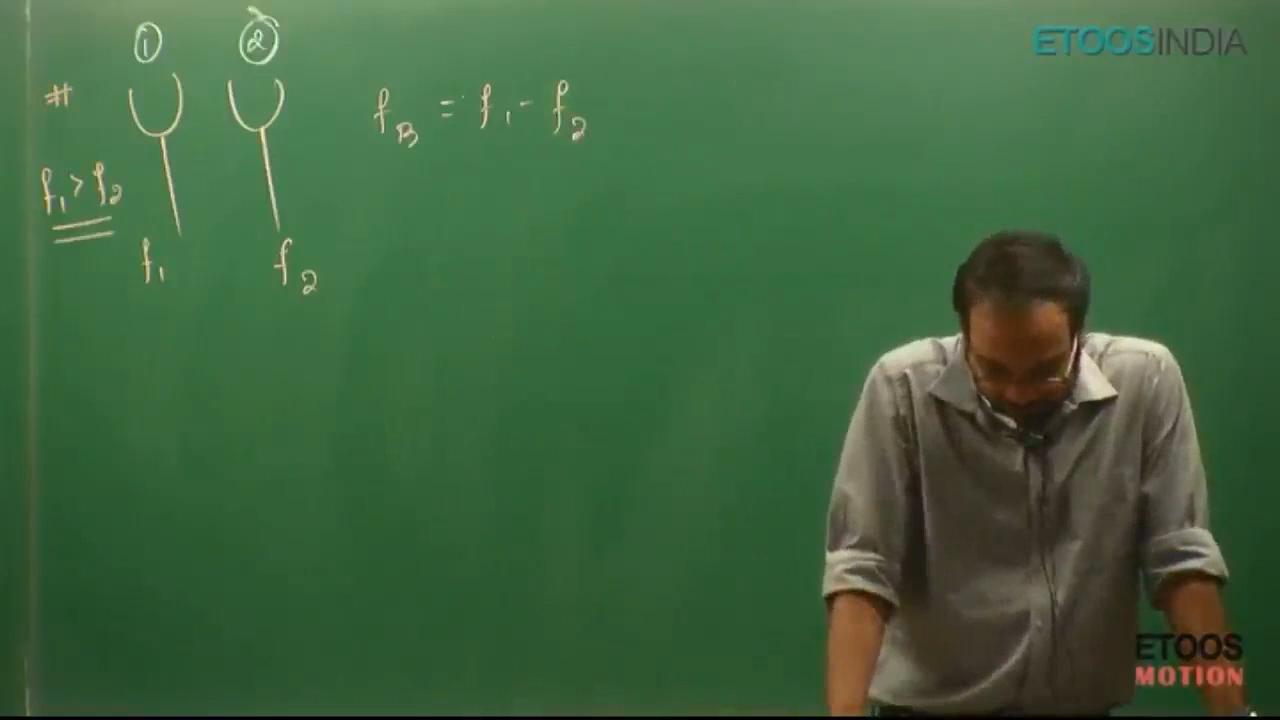 ① ②
ETOOSINDIA
# f_B = f_1 - f_2
f_1 > f_2
f_1 f_2
ETOOS
MOTION